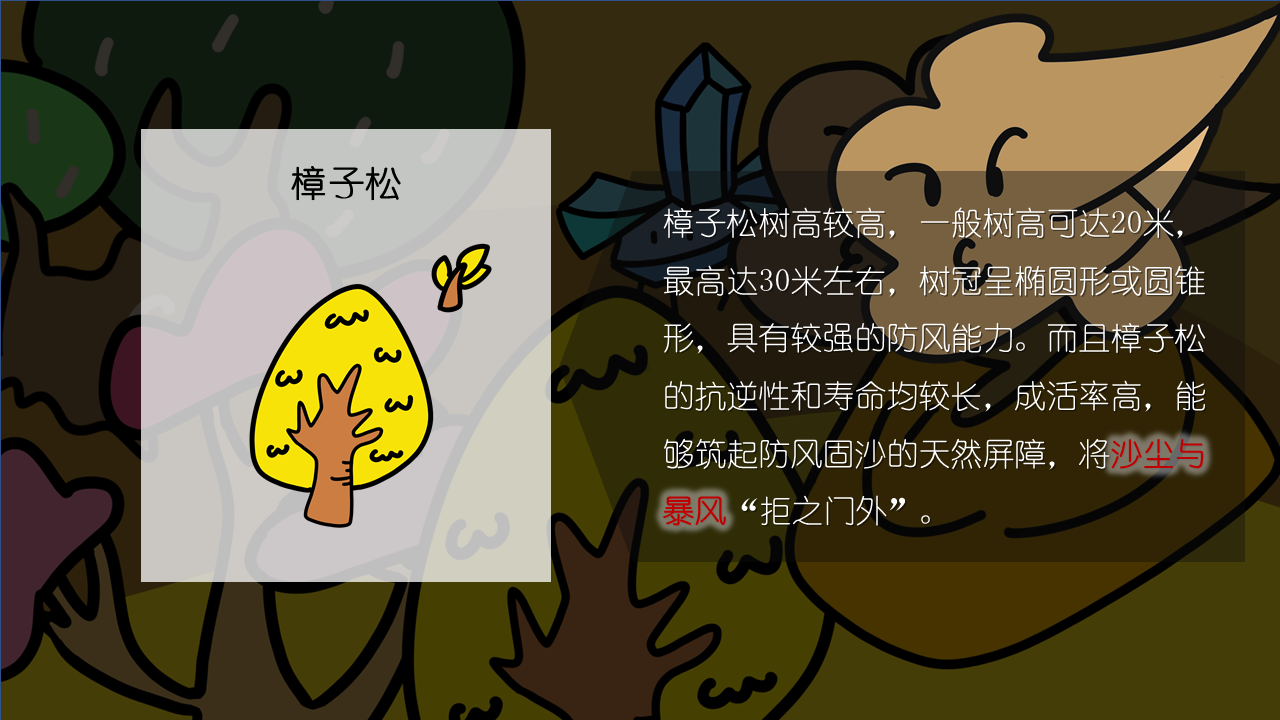 樟子松
樟子松树高较高，一般树高可达20米，
最高达30米左右，树冠呈椭圆形或圆锥
形，具有较强的防风能力。而且樟子松
的抗逆性和寿命均较长，成活率高，能
够筑起防风固沙的天然屏障，将沙尘与
暴风“拒之门外”。